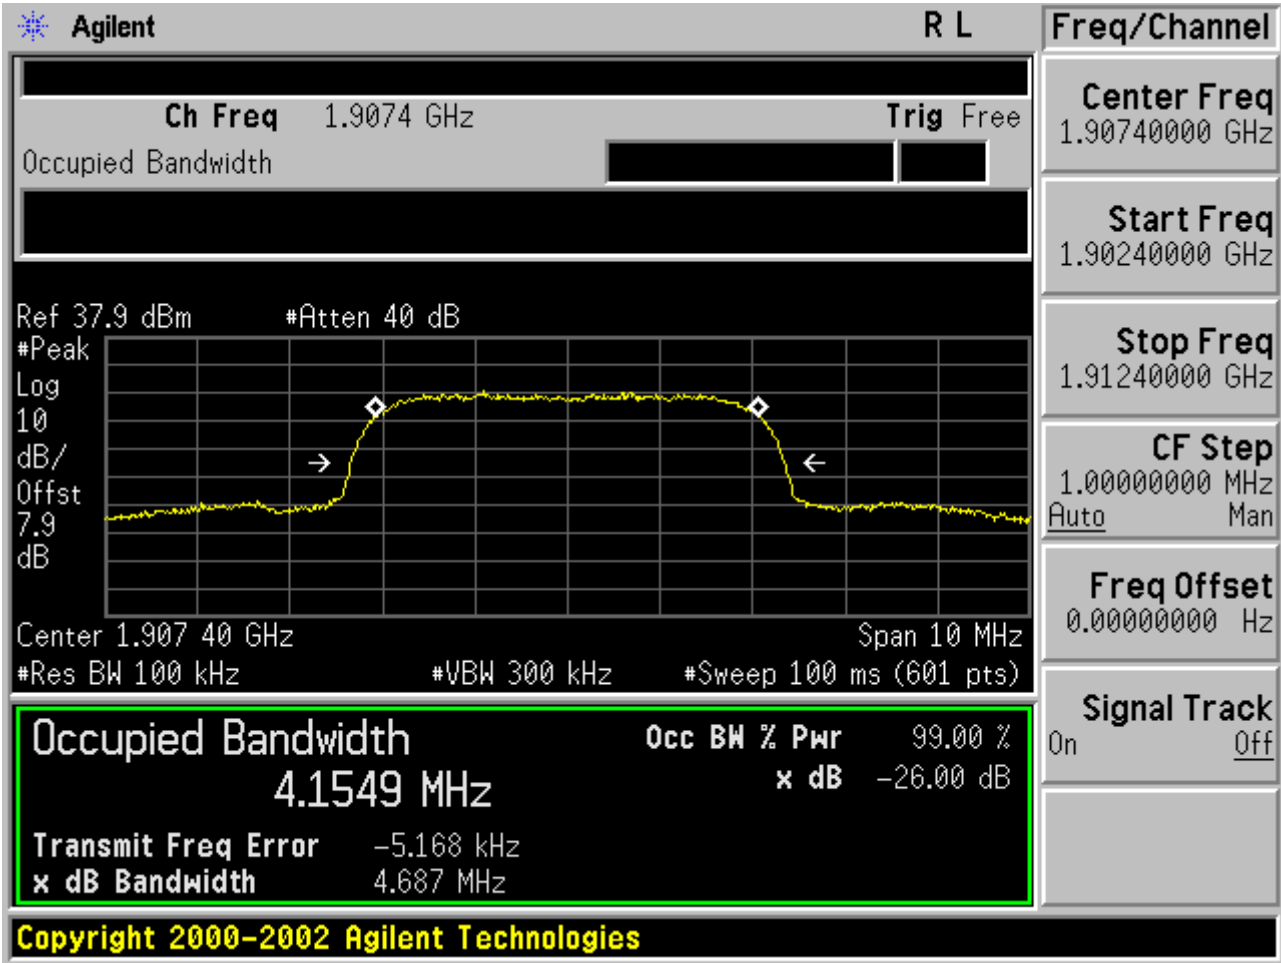 Agilent R L
Freq/Channel
Ch Freq 1.9074 GHz Trig Free
Occupied Bandwidth
Center Freq
1.90740000 GHz
Start Freq
1.90240000 GHz
Stop Freq
1.91240000 GHz
CF Step
1.00000000 MHz
Auto Man
Freq Offset
0.00000000 Hz
Signal Track
On Off
Ref 37.9 dBm #Atten 40 dB
#Peak
Log
10
dB/
Offst
7.9
dB
Center 1.907 40 GHz Span 10 MHz
#Res BW 100 kHz #VBW 300 kHz #Sweep 100 ms (601 pts)
Occupied Bandwidth
4.1549 MHz
Occ BW % Pwr 99.00 %
x dB -26.00 dB
Transmit Freq Error -5.168 kHz
x dB Bandwidth 4.687 MHz
Copyright 2000-2002 Agilent Technologies